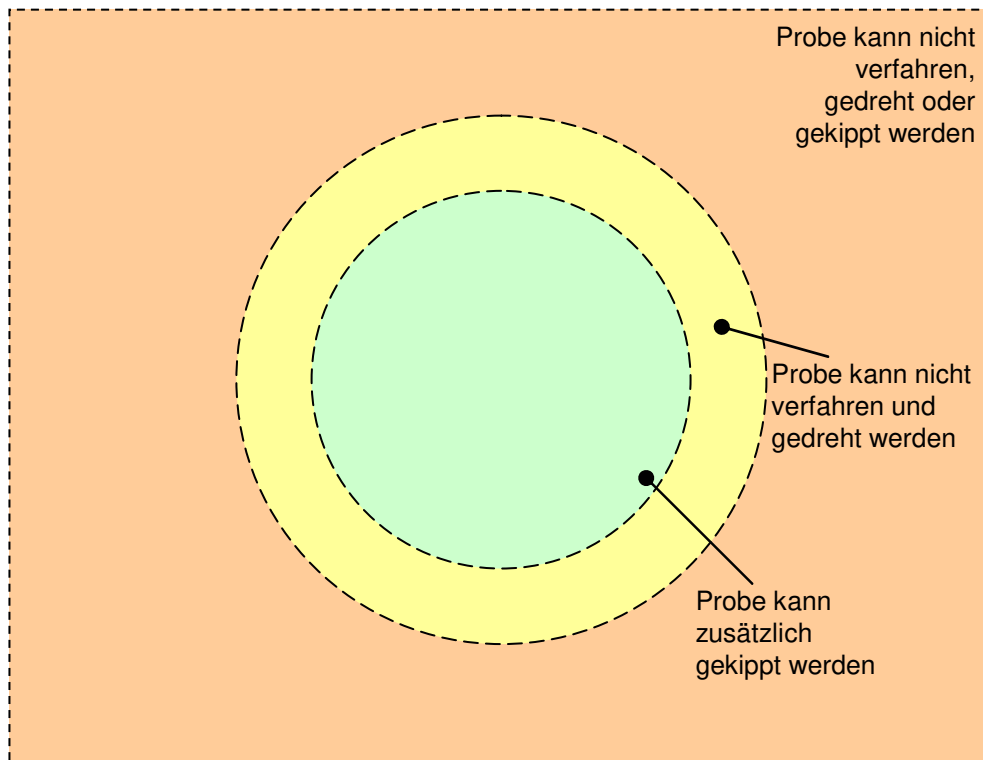 Probe kann nicht
verfahren,
gedreht oder
gekippt werden
Probe kann nicht
verfahren und
gedreht werden
Probe kann
zusätzlich
gekippt werden